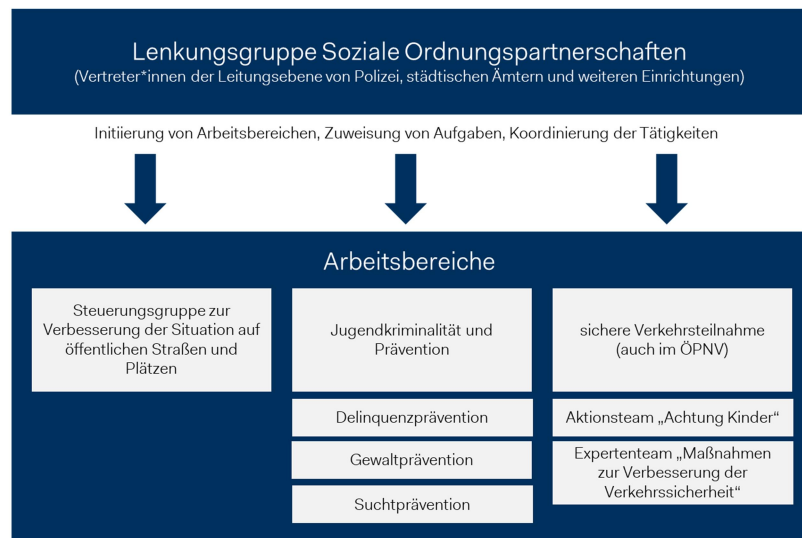 Lenkungsgruppe Soziale Ordnungspartnerschaften
(Vertreter*innen der Leitungsebene von Polizei, städtischen Ämtern und weiteren Einrichtungen)
Initiierung von Arbeitsbereichen, Zuweisung von Aufgaben, Koordinierung der Tätigkeiten
Arbeitsbereiche
Steuerungsgruppe zur
Verbesserung der Situation auf
öffentlichen Straßen und
Plätzen
Jugendkriminalität und
Prävention
Delinquenzprävention
Gewaltprävention
Suchtprävention
sichere Verkehrsteilnahme
(auch im ÖPNV)
Aktionsteam „Achtung Kinder“
Expertenteam „Maßnahmen
zur Verbesserung der
Verkehrssicherheit“